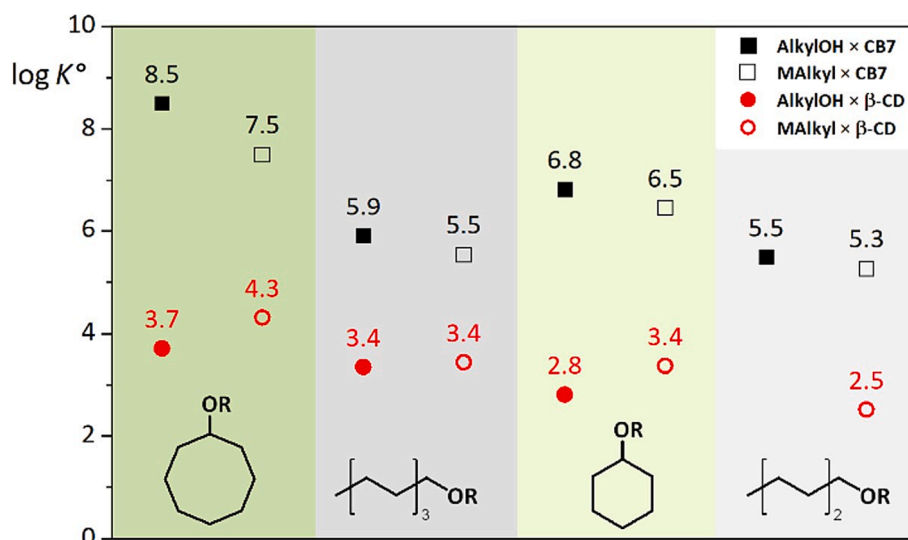 10
log K°
8
6
4
2
0
■ AlkylOH × CB7
□ MAlkyl × CB7
● AlkylOH × β-CD
○ MAlkyl × β-CD
8.5
7.5
3.7
4.3
OR
5.9
5.5
3.4
3.4
3
OR
6.8
6.5
2.8
3.4
OR
5.5
5.3
2.5
2
OR